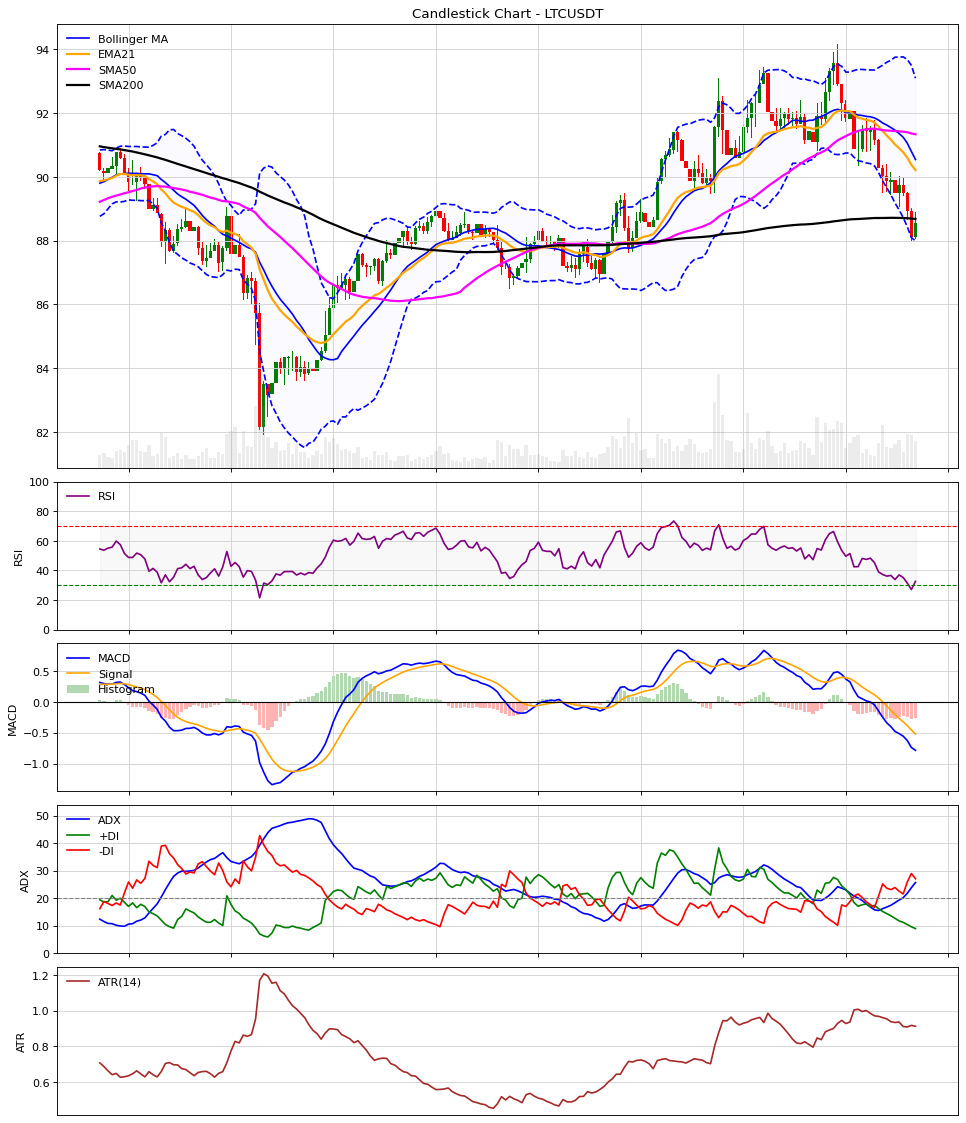 Candlestick Chart - LTCUSDT
Bollinger MA
EMA21
SMA50
SMA200
94
92
90
88
86
84
82
RSI
RSI
100
80
60
40
20
0
MACD
Signal
Histogram
MACD
0.5
0.0
−0.5
−1.0
ADX
+DI
-DI
ADX
50
40
30
20
10
0
ATR(14)
ATR
1.2
1.0
0.8
0.6